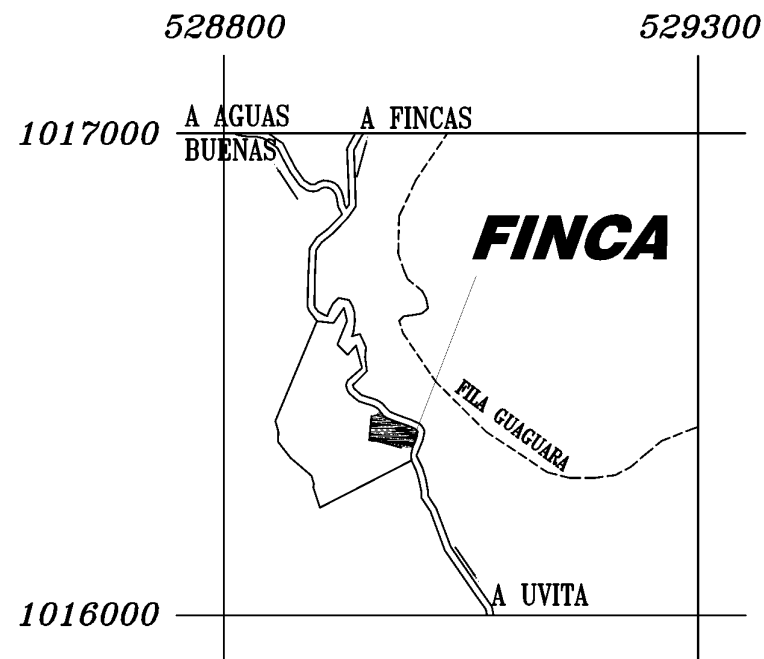 528800 529300
A AGUAS
BUENAS
A FINCAS
1017000
FINCA
FILA GUAGUARA
A UVITA
1016000